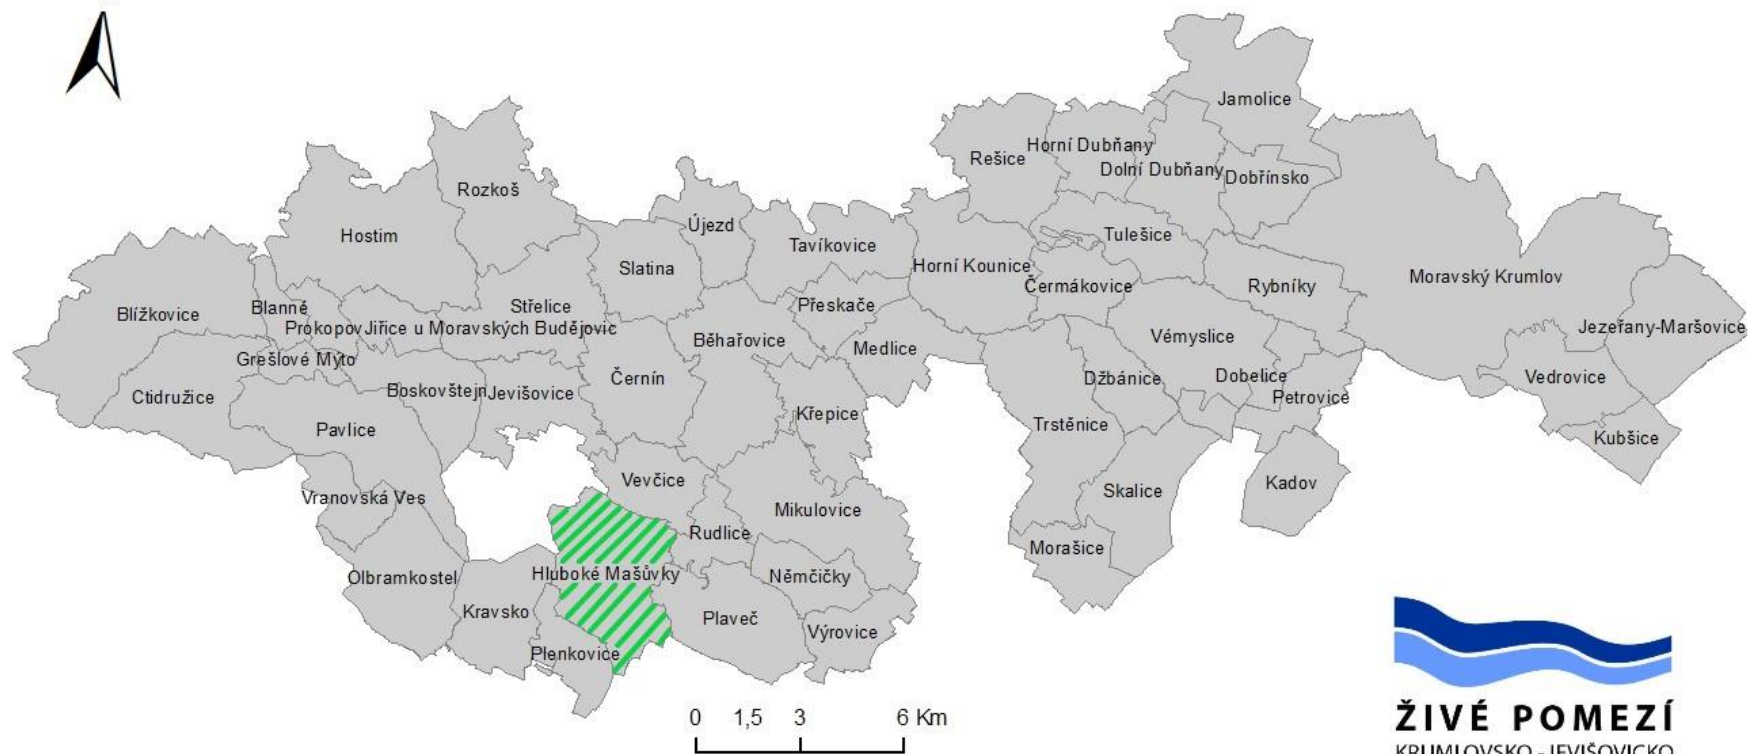 Jamolice
Horní Dubňany
Rešice
Dolní Dubňany
Dobřínsko
Rozkoš
Újezd
Hostim
Tavíkovice
Tulešice
Slatina
Horní Kounice
Moravský Krumlov
Čermákovice
Rybníky
Blížkovice
Blanné
Střelice
Přeskače
Prokopov
Jiřice u Moravských Budějovic
Jezeřany-Maršovice
Běhařovice
Vémyslice
Medlice
Grešlové Mýto
Černín
Džbánice
Dobelice
Vedrovice
Ctidružice
Boskovštejn
Jevišovice
Petrovice
Křepice
Pavlice
Trstěnice
Kubšice
Vevčice
Kadov
Skalice
Vranovská Ves
Mikulovice
Rudlice
Morašice
Olbramkostel
Hluboké Mašůvky
Němčičky
Kravsko
Plaveč
Výrovice
Plenkovice
0 1,5 3 6 Km
ŽIVÉ POMEZÍ
KRUMLOVSKO - JEVIŠOVICKO